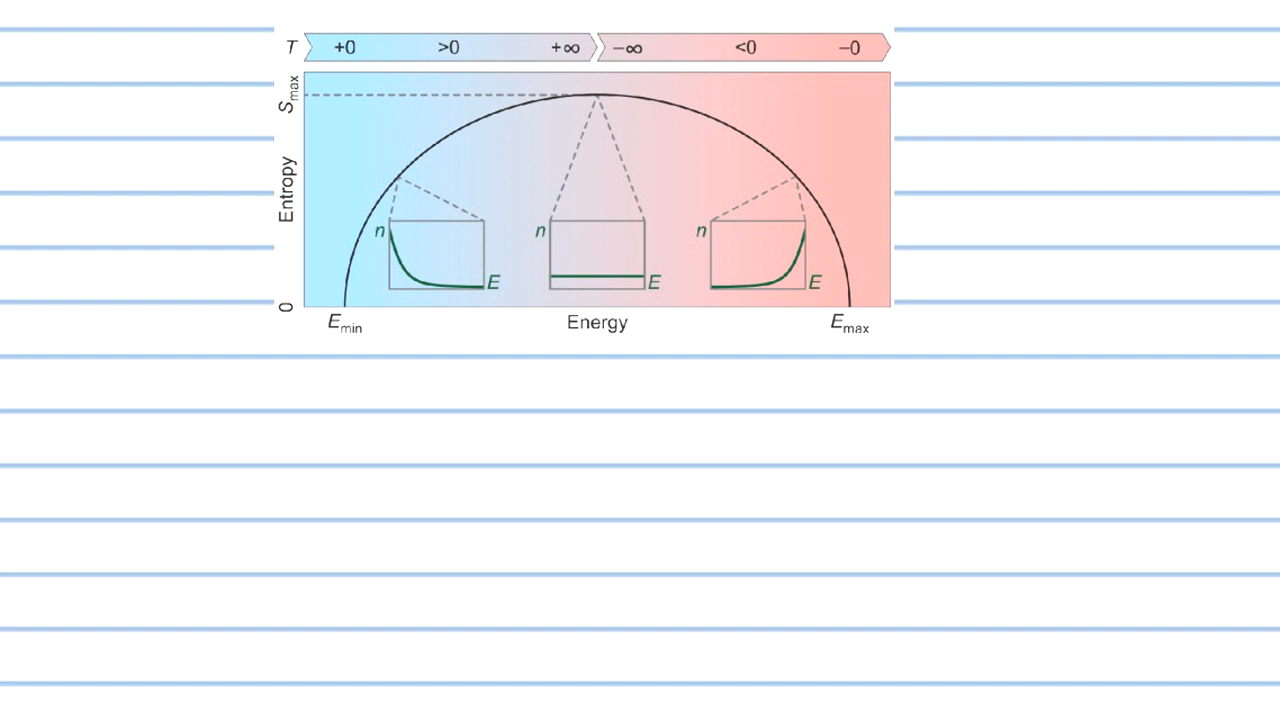 T +0 >0 +∞ −∞ <0 −0
S_max
Entropy
0
n E
n E
n E
E_min Energy E_max